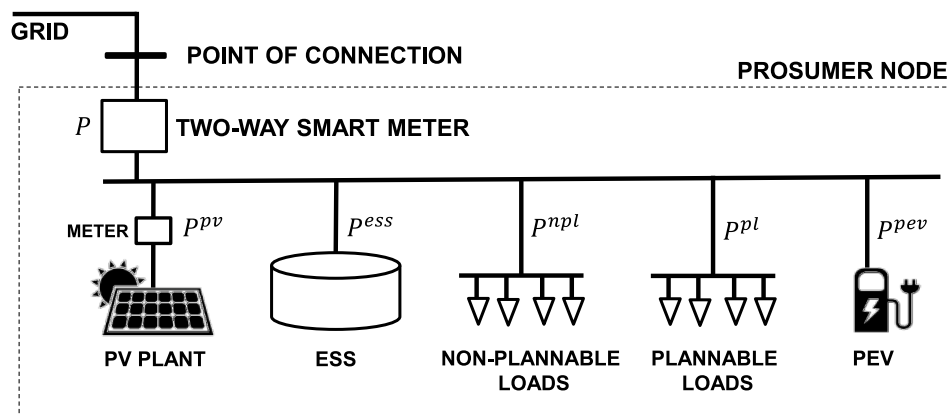 GRID
POINT OF CONNECTION
PROSUMER NODE
P
TWO-WAY SMART METER
METER
P^{pv}
P^{ess}
P^{npl}
P^{pl}
P^{pev}
PV PLANT
ESS
NON-PLANNABLE
LOADS
PLANNABLE
LOADS
PEV